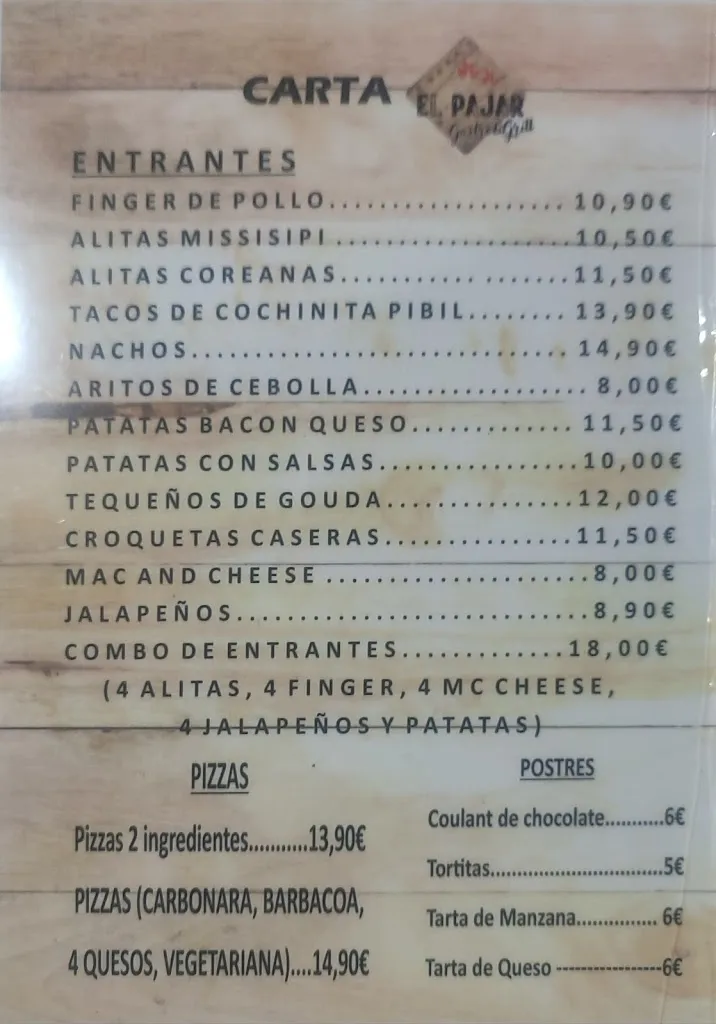 CARTA
EL PAJAR
Gastro&Grill
ENTRANTES
FINGER DE POLLO................... 10,90€
ALITAS MISSISIPI ...................10,50€
ALITAS COREANAS...................11,50€
TACOS DE COCHINITA PIBIL........ 13,90€
NACHOS............................... 14,90€
ARITOS DE CEBOLLA.................. 8,00€
PATATAS BACON QUESO............. 11,50€
PATATAS CON SALSAS.................10,00€
TEQUEÑOS DE GOUDA................12,00€
CROQUETAS CASERAS................11,50€
MAC AND CHEESE ......................8,00€
JALAPEÑOS.............................8,90€
COMBO DE ENTRANTES..............18,00€
(4 ALITAS, 4 FINGER, 4 MC CHEESE,
4 JALAPEÑOS Y PATATAS)
PIZZAS
Pizzas 2 ingredientes...........13,90€
PIZZAS (CARBONARA, BARBACOA,
4 QUESOS, VEGETARIANA)....14,90€
POSTRES
Coulant de chocolate...........6€
Tortitas.................................5€
Tarta de Manzana............... 6€
Tarta de Queso -----------------6€